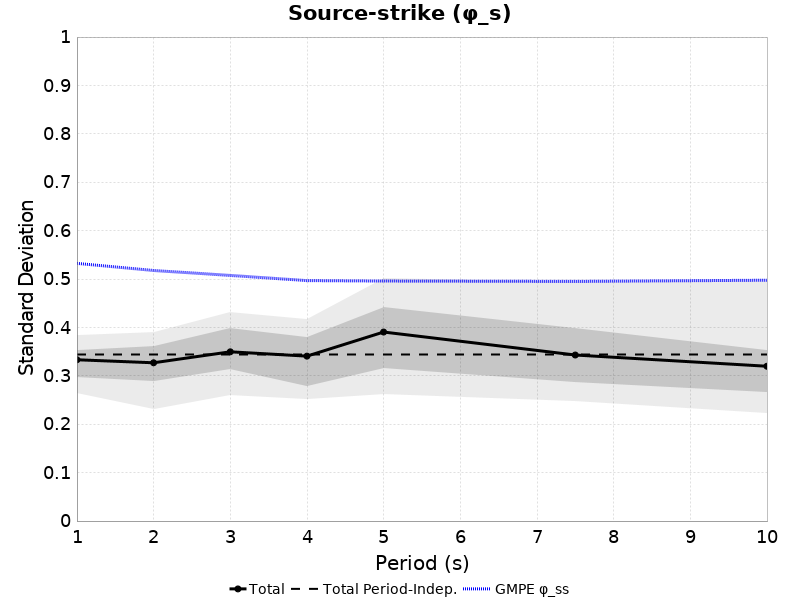 Source-strike (φ_s)
Standard Deviation
1
0.9
0.8
0.7
0.6
0.5
0.4
0.3
0.2
0.1
0
1 2 3 4 5 6 7 8 9 10
Period (s)
Total Total Period-Indep. GMPE φ_ss